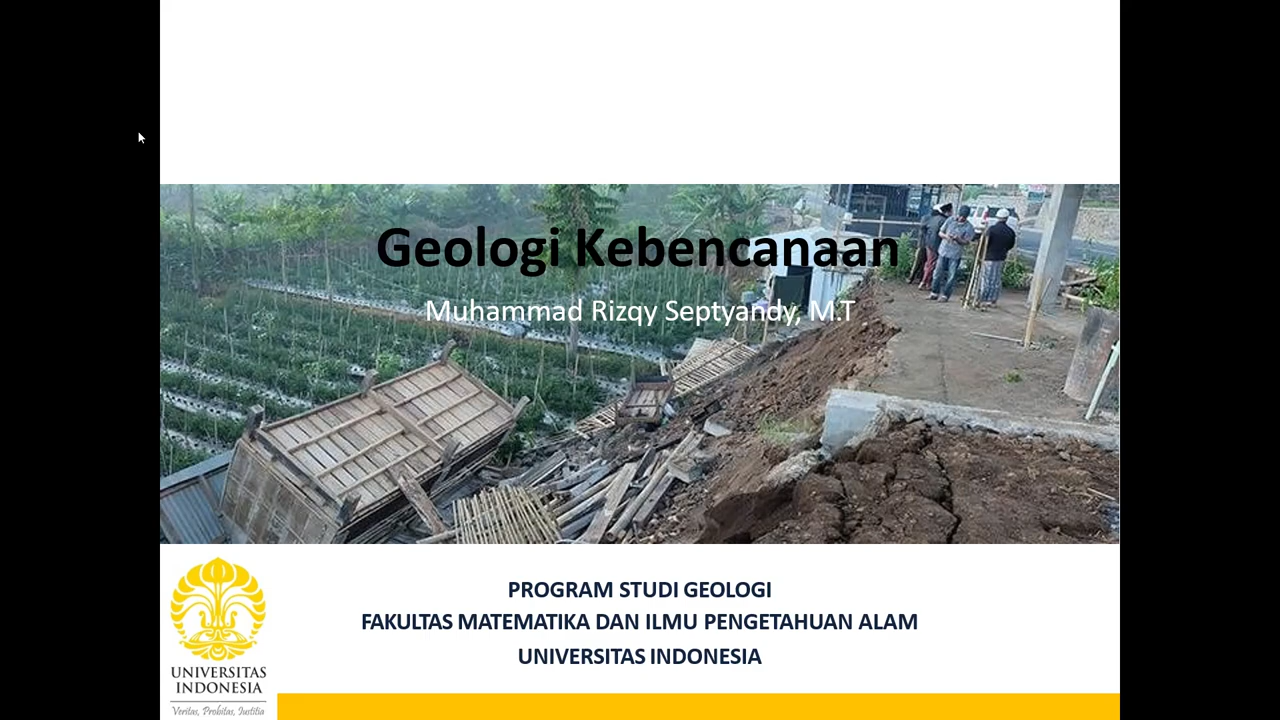 Geologi Kebencanaan
Muhammad Rizqy Septyandy, M.T
PROGRAM STUDI GEOLOGI
FAKULTAS MATEMATIKA DAN ILMU PENGETAHUAN ALAM
UNIVERSITAS INDONESIA
UNIVERSITAS
INDONESIA
Veritas, Probitas, Iustitia